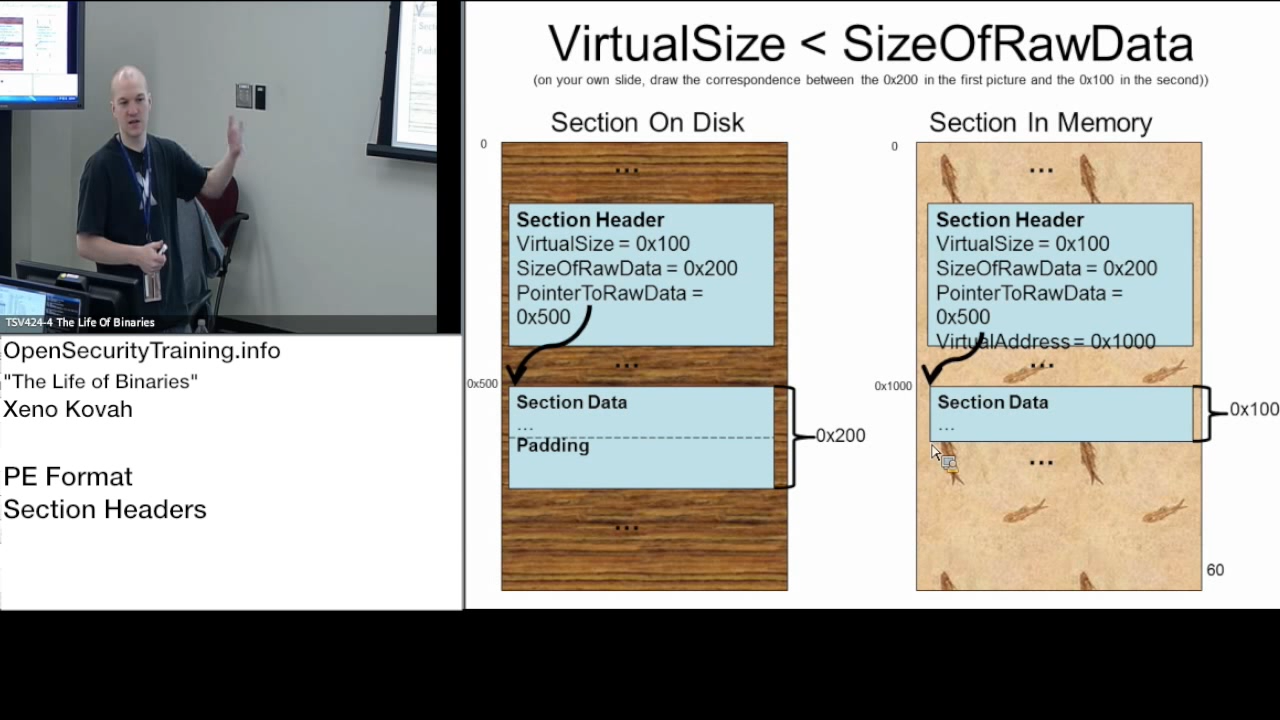 TSV424-4 The Life Of Binaries
OpenSecurityTraining.info
"The Life of Binaries"
Xeno Kovah
PE Format
Section Headers
VirtualSize < SizeOfRawData
(on your own slide, draw the correspondence between the 0x200 in the first picture and the 0x100 in the second))
Section On Disk
0
...
Section Header
VirtualSize = 0x100
SizeOfRawData = 0x200
PointerToRawData =
0x500
...
0x500
Section Data
...
Padding
0x200
...
Section In Memory
0
...
Section Header
VirtualSize = 0x100
SizeOfRawData = 0x200
PointerToRawData =
0x500
VirtualAddress = 0x1000
...
0x1000
Section Data
...
0x100
...
60